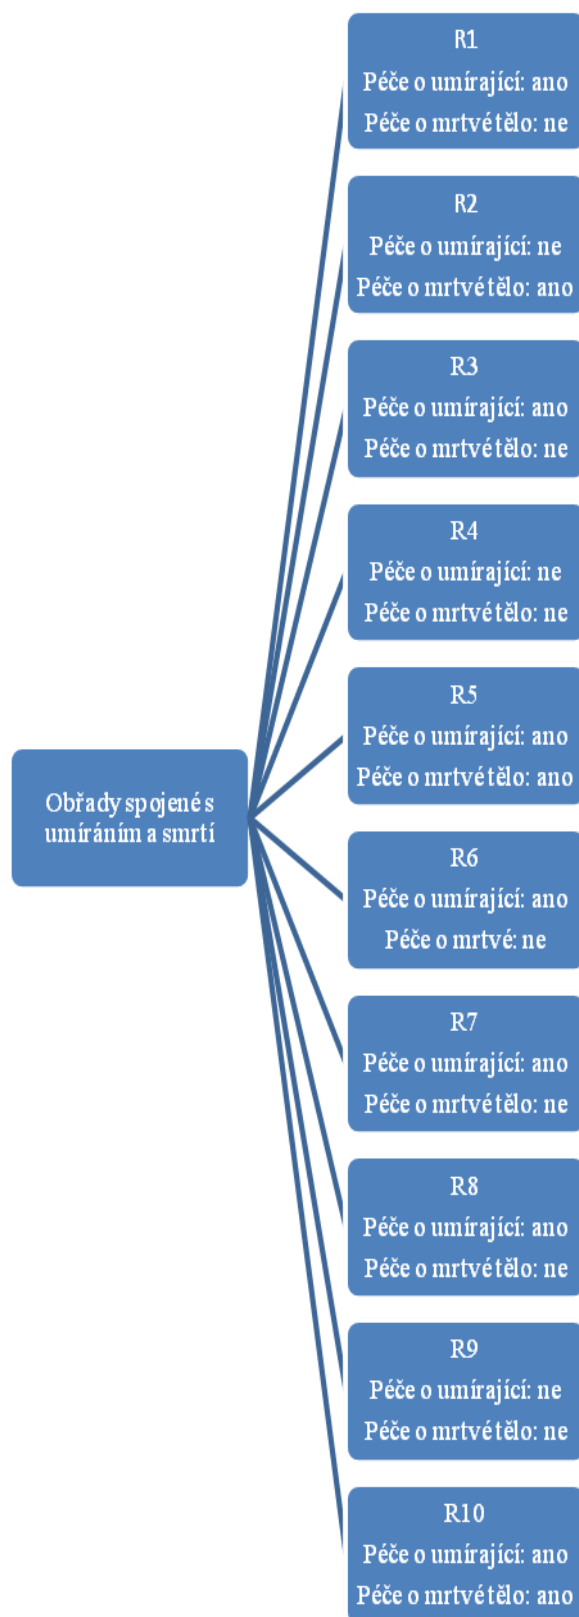 R1
Péče o umírající: ano
Péče o mrtvé tělo: ne
R2
Péče o umírající: ne
Péče o mrtvé tělo: ano
R3
Péče o umírající: ano
Péče o mrtvé tělo: ne
R4
Péče o umírající: ne
Péče o mrtvé tělo: ne
R5
Péče o umírající: ano
Péče o mrtvé tělo: ano
Obřady spojené s
umíráním a smrtí
R6
Péče o umírající: ano
Péče o mrtvé: ne
R7
Péče o umírající: ano
Péče o mrtvé tělo: ne
R8
Péče o umírající: ano
Péče o mrtvé tělo: ne
R9
Péče o umírající: ne
Péče o mrtvé tělo: ne
R10
Péče o umírající: ano
Péče o mrtvé tělo: ano